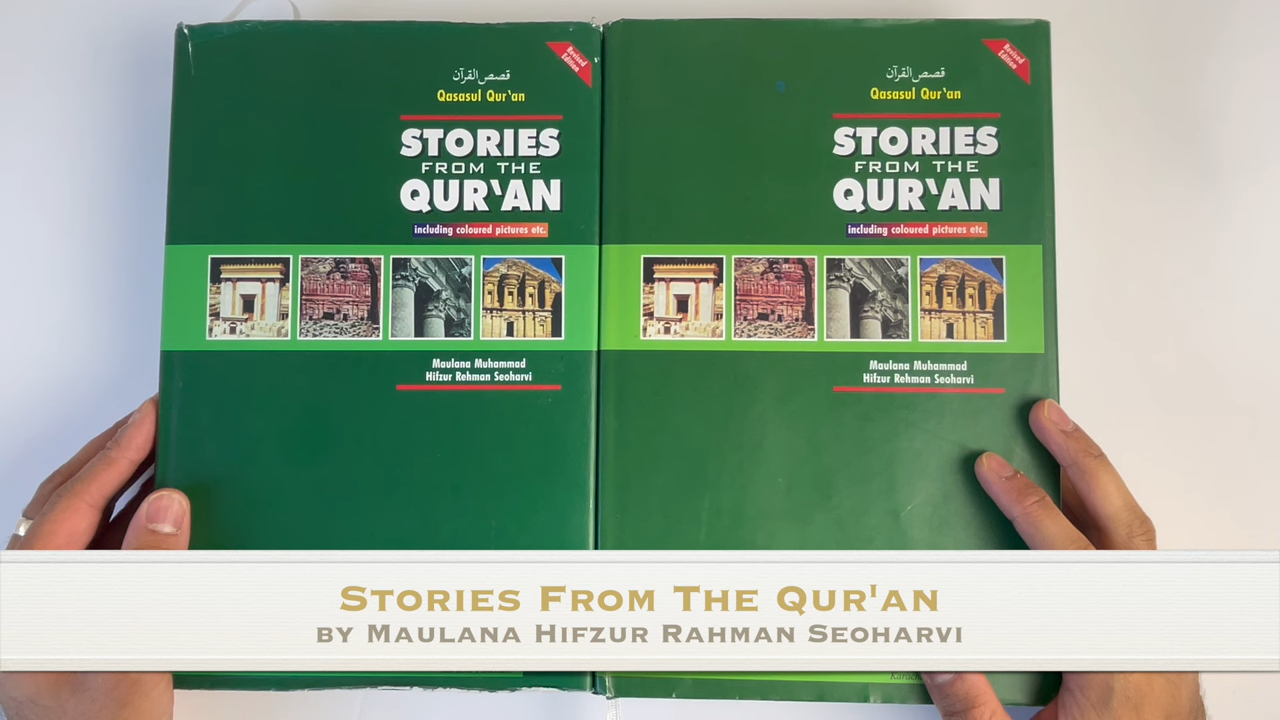 قصص القرآن
Qasasul Qur'an
STORIES
FROM THE
QUR'AN
including coloured pictures etc.
Revised
Edition
Maulana Muhammad
Hifzur Rehman Seoharvi
قصص القرآن
Qasasul Qur'an
STORIES
FROM THE
QUR'AN
including coloured pictures etc.
Revised
Edition
Maulana Muhammad
Hifzur Rehman Seoharvi
STORIES FROM THE QUR'AN
BY MAULANA HIFZUR RAHMAN SEOHARVI